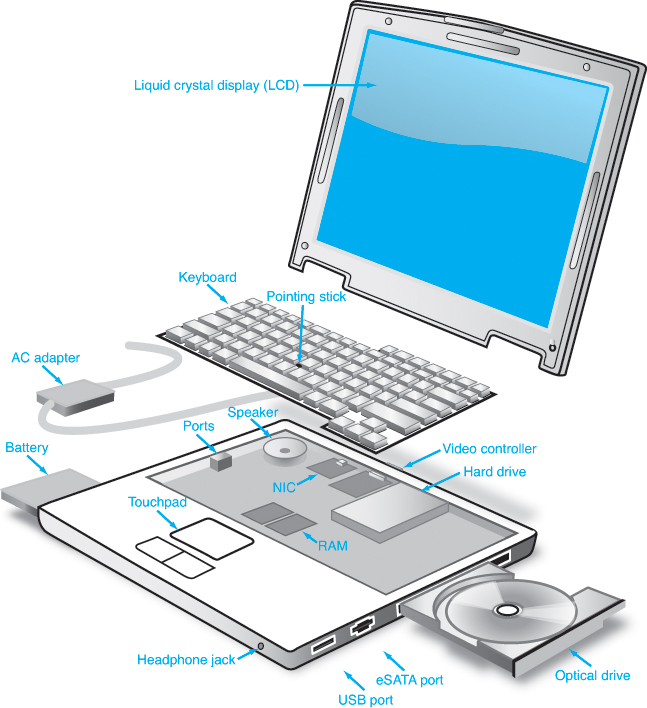 Liquid crystal display (LCD)
Keyboard
Pointing stick
AC adapter
Speaker
Ports
Battery
Video controller
Hard drive
NIC
Touchpad
RAM
Headphone jack
eSATA port
Optical drive
USB port